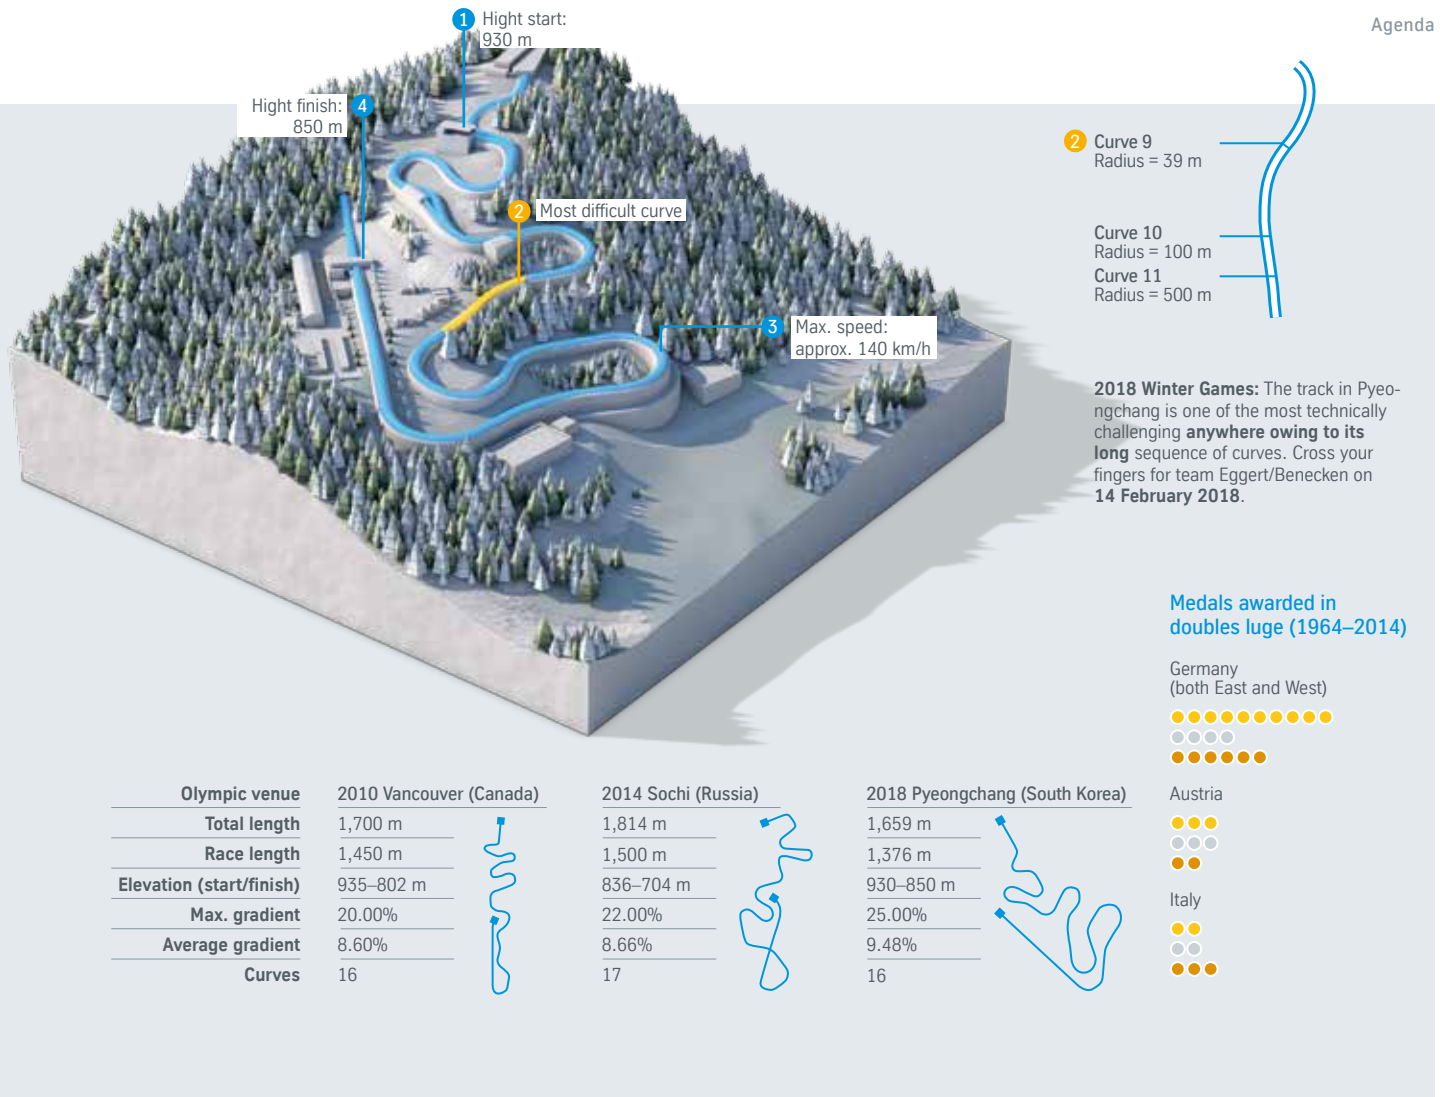 Agenda
1 Hight start:
930 m
Hight finish: 4
850 m
2 Most difficult curve
3 Max. speed:
approx. 140 km/h
2 Curve 9
Radius = 39 m
Curve 10
Radius = 100 m
Curve 11
Radius = 500 m
2018 Winter Games: The track in Pyeo-
ngchang is one of the most technically
challenging anywhere owing to its
long sequence of curves. Cross your
fingers for team Eggert/Benecken on
14 February 2018.
Medals awarded in
doubles luge (1964–2014)
Germany
(both East and West)
Austria
Italy
Olympic venue 2010 Vancouver (Canada) 2014 Sochi (Russia) 2018 Pyeongchang (South Korea)
Total length 1,700 m 1,814 m 1,659 m
Race length 1,450 m 1,500 m 1,376 m
Elevation (start/finish) 935–802 m 836–704 m 930–850 m
Max. gradient 20.00% 22.00% 25.00%
Average gradient 8.60% 8.66% 9.48%
Curves 16 17 16